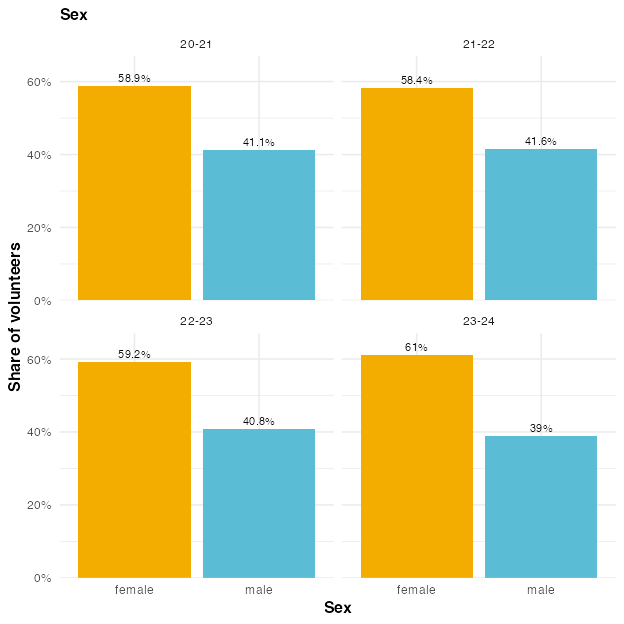 Sex
20-21
21-22
60%
40%
20%
0%
58.9%
41.1%
58.4%
41.6%
22-23
23-24
60%
40%
20%
0%
59.2%
40.8%
61%
39%
female
male
female
male
Sex
Share of volunteers